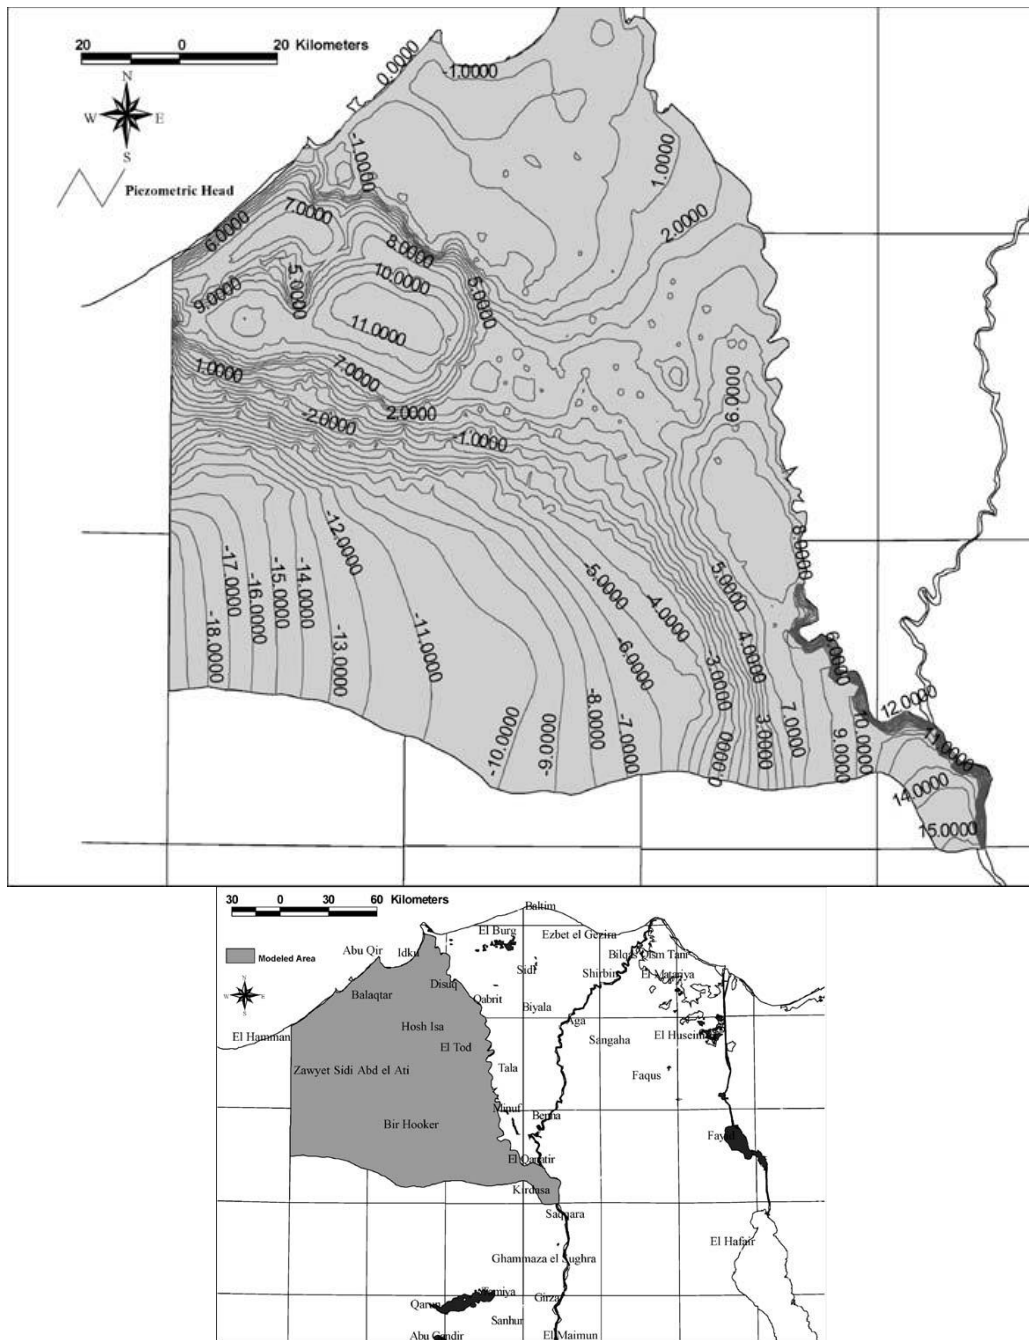 20 0 20 Kilometers
N
W E
S
Piezometric Head
0.0000
-1.0000
-1.0000
1.0000
2.0000
7.0000
6.0000
8.0000
10.0000
5.0000
5.0000
9.0000
11.0000
1.0000
7.0000
-2.0000
2.0000
-1.0000
6.0000
8.0000
-12.0000
-17.0000
-16.0000
-15.0000
-14.0000
-18.0000
-13.0000
-11.0000
-5.0000
-4.0000
5.0000
4.0000
-6.0000
-3.0000
-10.0000
-9.0000
-8.0000
-7.0000
0.0000
3.0000
7.0000
6.0000
9.0000
10.0000
12.0000
11.0000
14.0000
15.0000
30 0 30 60 Kilometers
Modeled Area
N
W E
S
Baltim
El Burg
Ezbet el Gezira
Abu Qir
Idku
Bilqas Qism Tani
Sidi
Shirbin
El Matariya
Disuq
Balaqtar
Qabrit
Biyala
Hosh Isa
Aga
El Hamman
El Tod
Sangaha
El Husein
Zawyet Sidi Abd el Ati
Tala
Faqus
Minuf
Benha
Bir Hooker
Fayid
El Qanatir
Kirdasa
Saqqara
El Hafair
Ghammaza el Sughra
Tamiya
Qarun
Girza
Sanhur
Abu Gandir
El Maimun